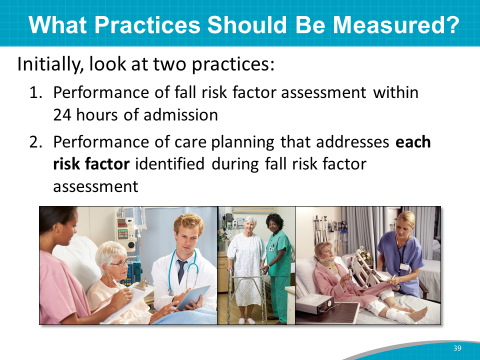 What Practices Should Be Measured?
Initially, look at two practices:
1. Performance of fall risk factor assessment within
24 hours of admission
2. Performance of care planning that addresses each
risk factor identified during fall risk factor
assessment
39